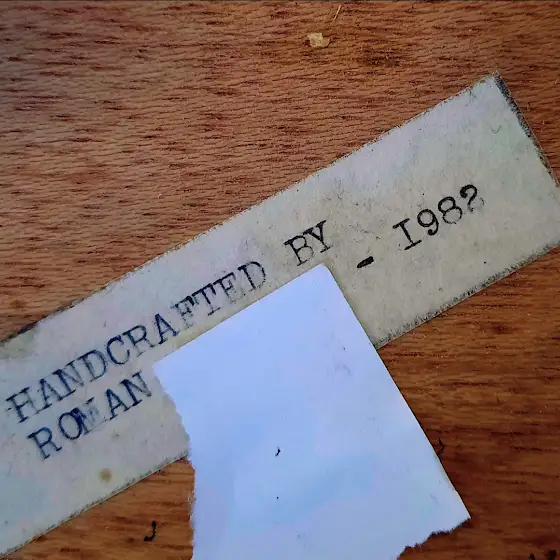 HANDCRAFTED BY
ROMAN - 1982